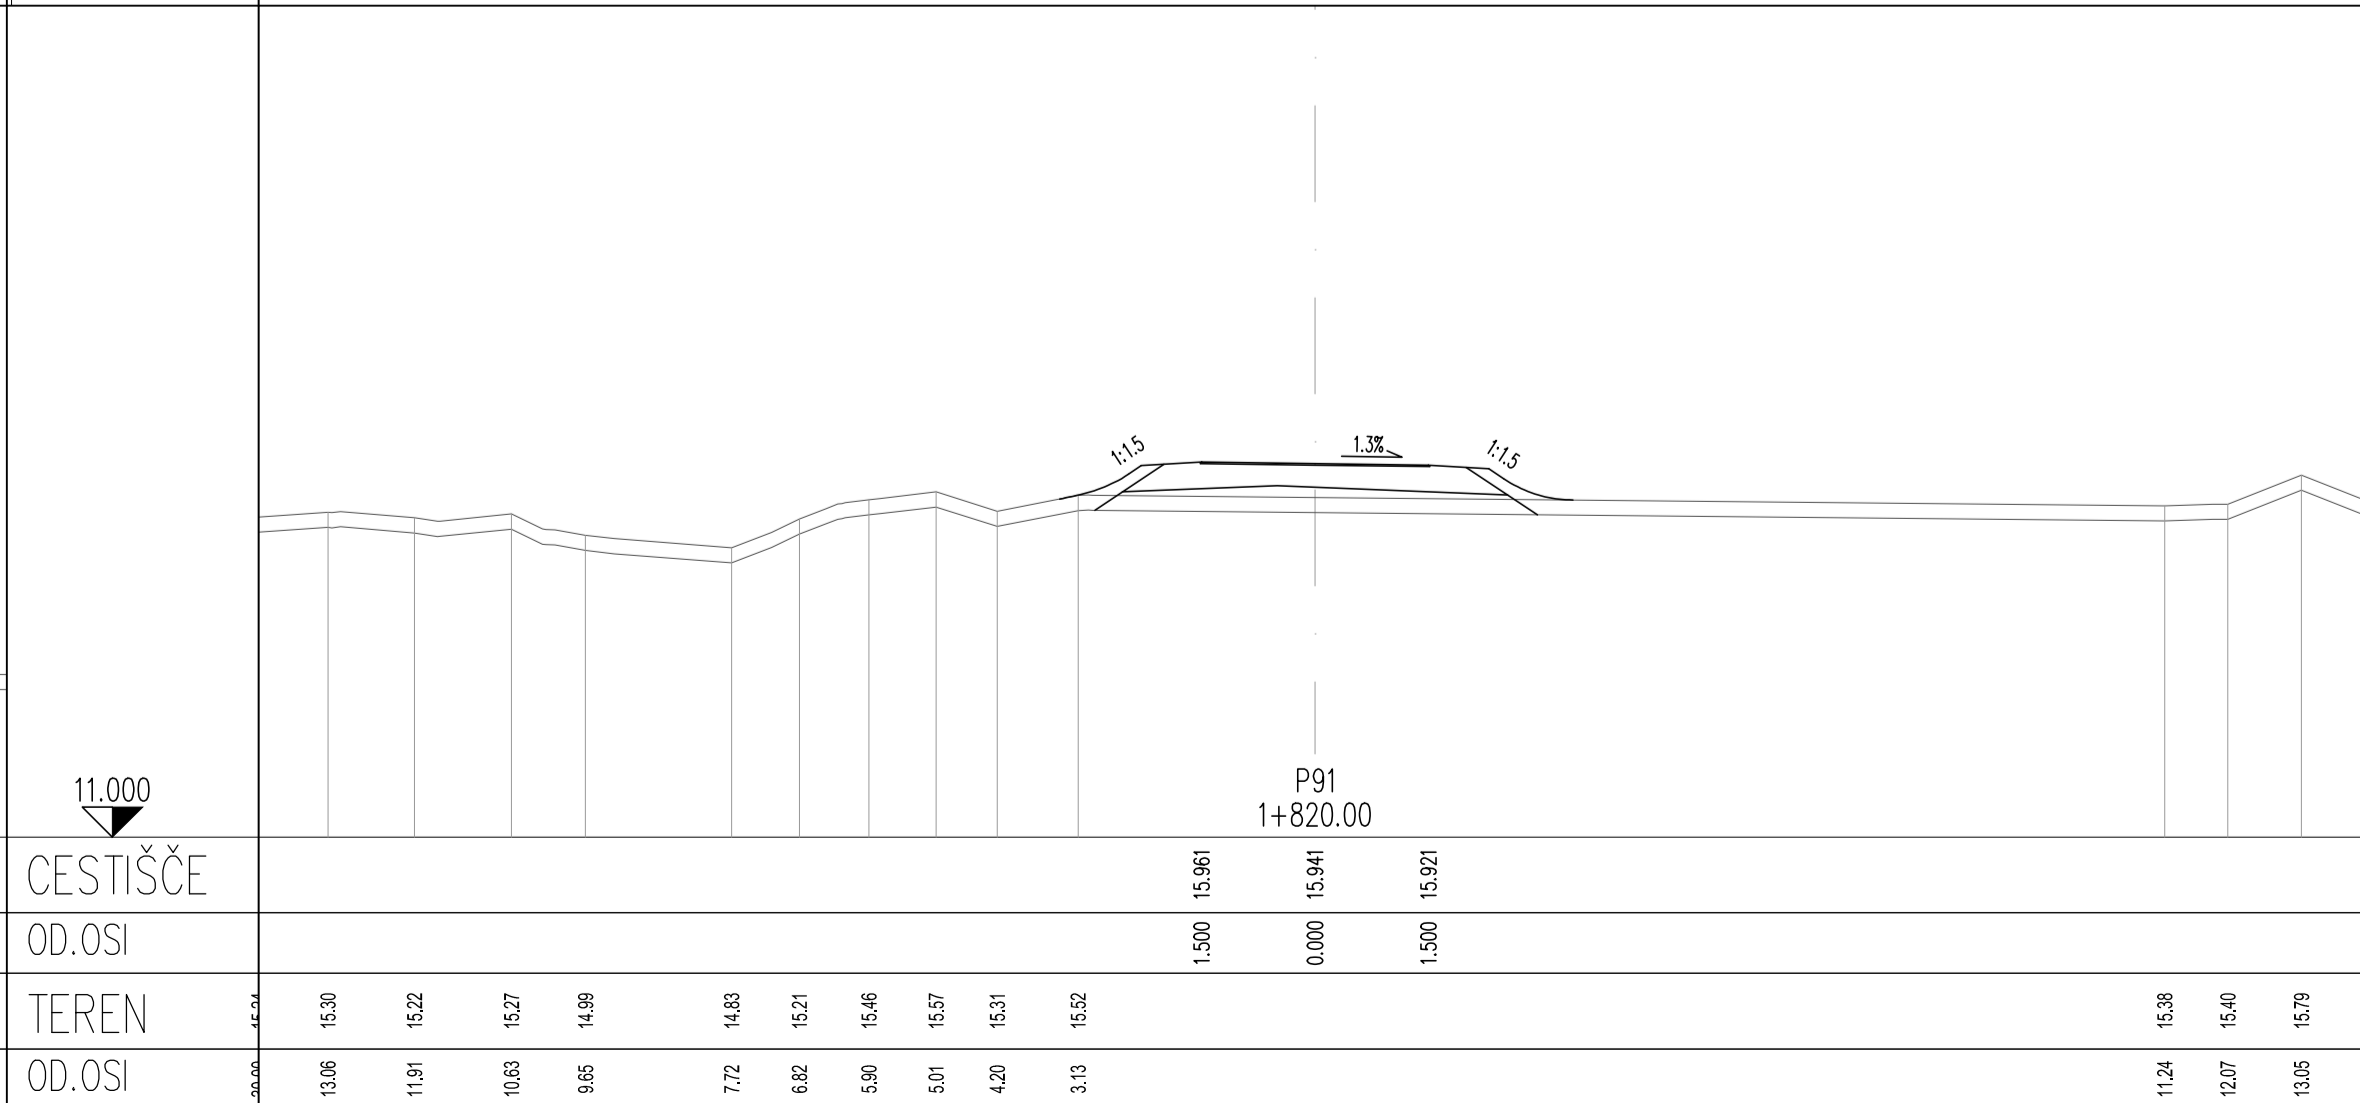 1:1.5
1.3%
1:1.5
11.000
P91
1+820.00
CESTIŠČE 15.961 15.941 15.921
OD.OSI 1.500 0.000 1.500
TEREN 15.30 15.22 15.27 14.99 14.83 15.21 15.46 15.57 15.31 15.52 15.38 15.40 15.79
OD.OSI 13.06 11.91 10.63 9.65 7.72 6.82 5.90 5.01 4.20 3.13 11.24 12.07 13.05